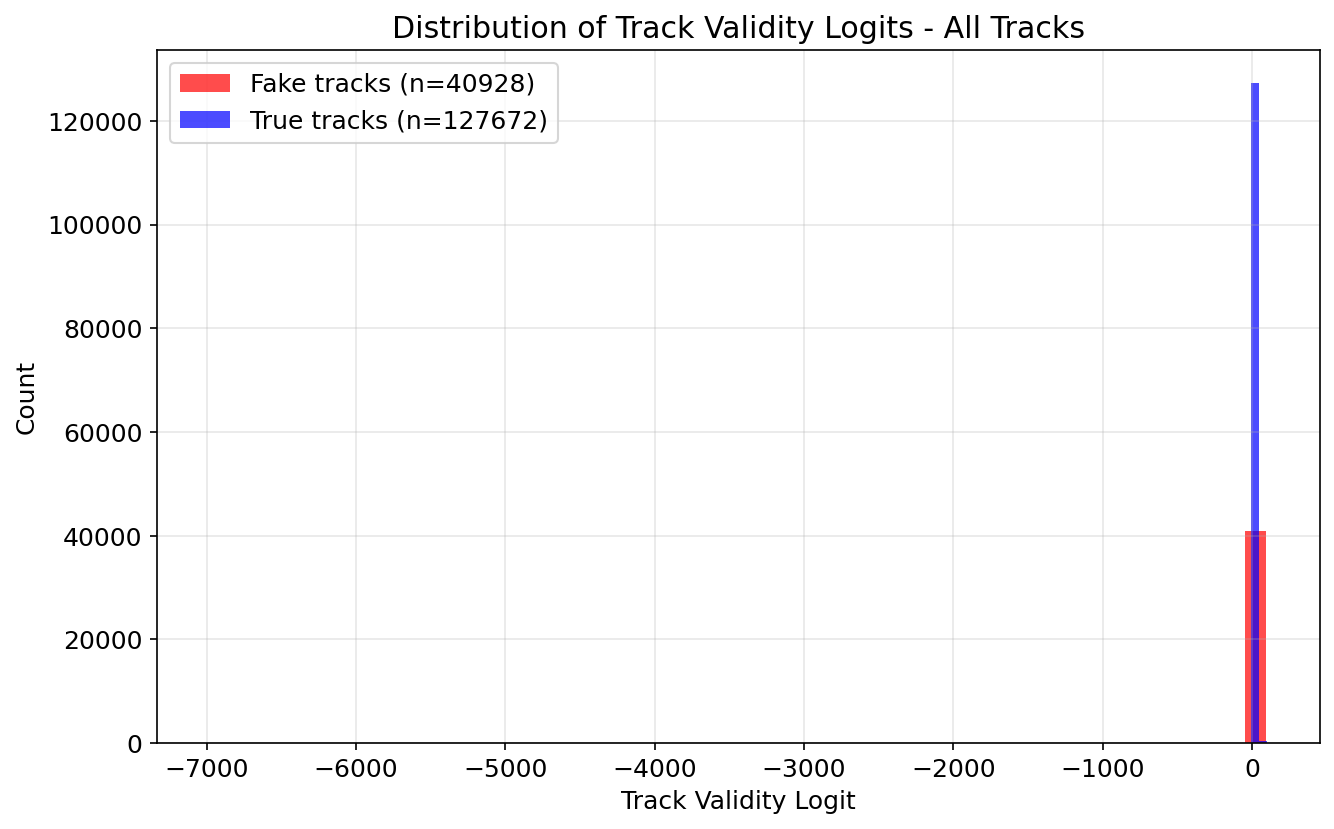 Distribution of Track Validity Logits - All Tracks
Fake tracks (n=40928)
True tracks (n=127672)
120000
100000
80000
60000
40000
20000
0
Count
−7000 −6000 −5000 −4000 −3000 −2000 −1000 0
Track Validity Logit